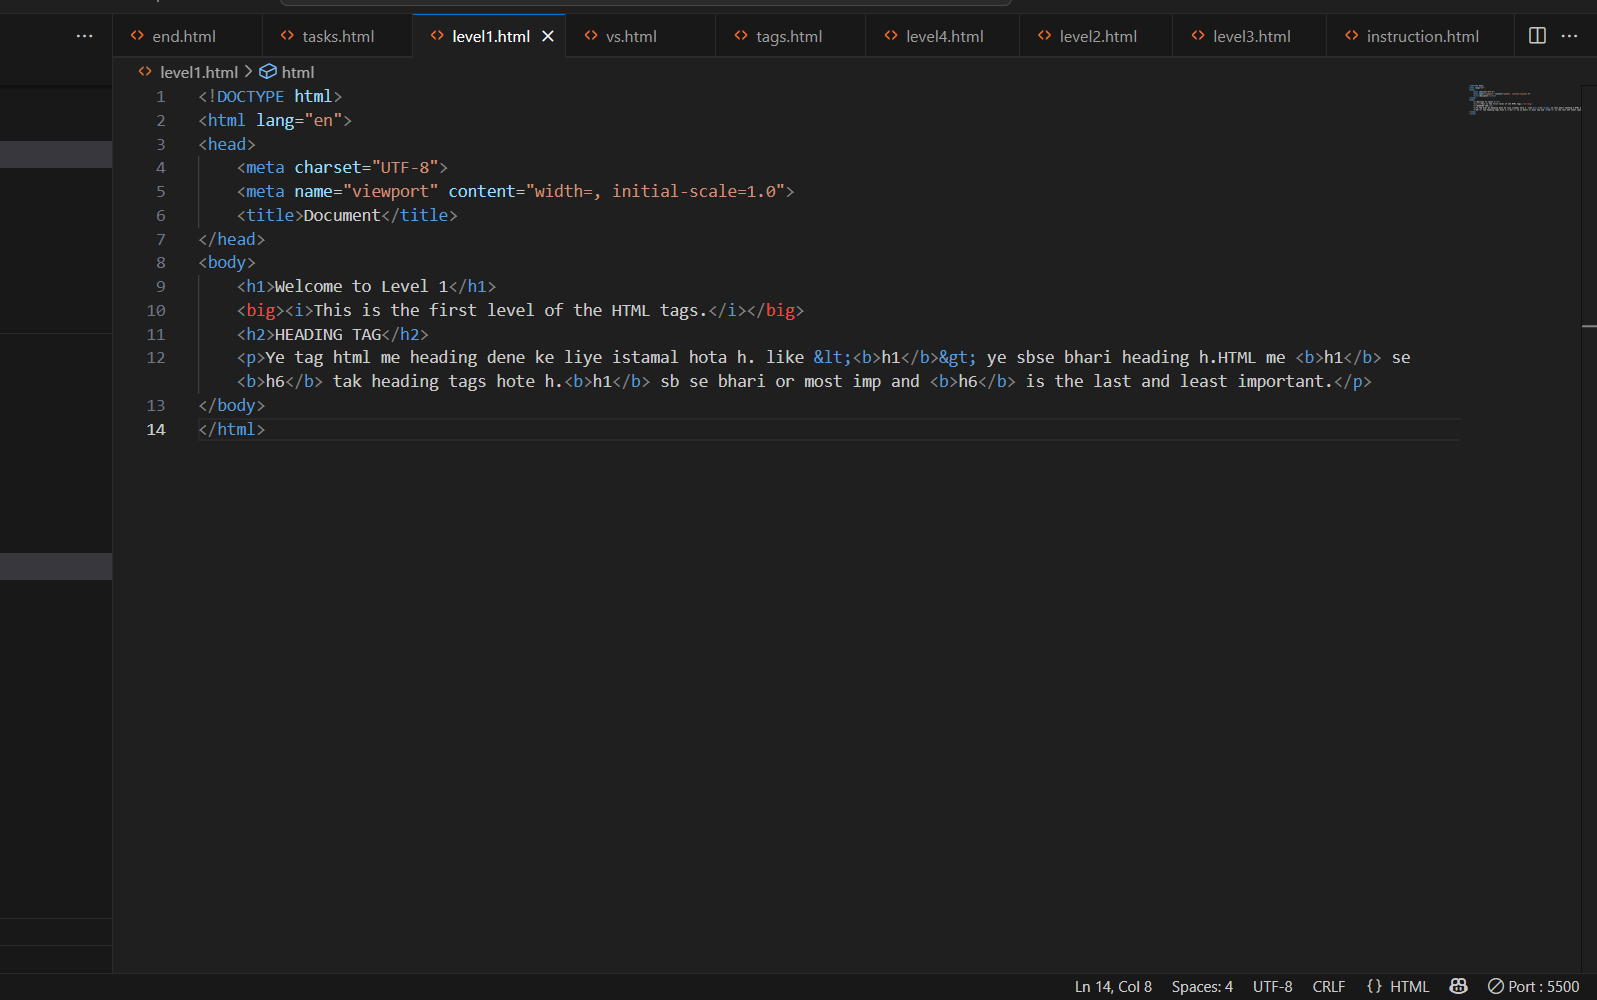 end.html tasks.html level1.html vs.html tags.html level4.html level2.html level3.html instruction.html
level1.html > html
1 <!DOCTYPE html>
2 <html lang="en">
3 <head>
4 <meta charset="UTF-8">
5 <meta name="viewport" content="width=, initial-scale=1.0">
6 <title>Document</title>
7 </head>
8 <body>
9 <h1>Welcome to Level 1</h1>
10 <big><i>This is the first level of the HTML tags.</i></big>
11 <h2>HEADING TAG</h2>
12 <p>Ye tag html me heading dene ke liye istamal hota h. like &lt;<b>h1</b>&gt; ye sbse bhari heading h.HTML me <b>h1</b> se
<b>h6</b> tak heading tags hote h.<b>h1</b> sb se bhari or most imp and <b>h6</b> is the last and least important.</p>
13 </body>
14 </html>
Ln 14, Col 8 Spaces: 4 UTF-8 CRLF {} HTML Port : 5500